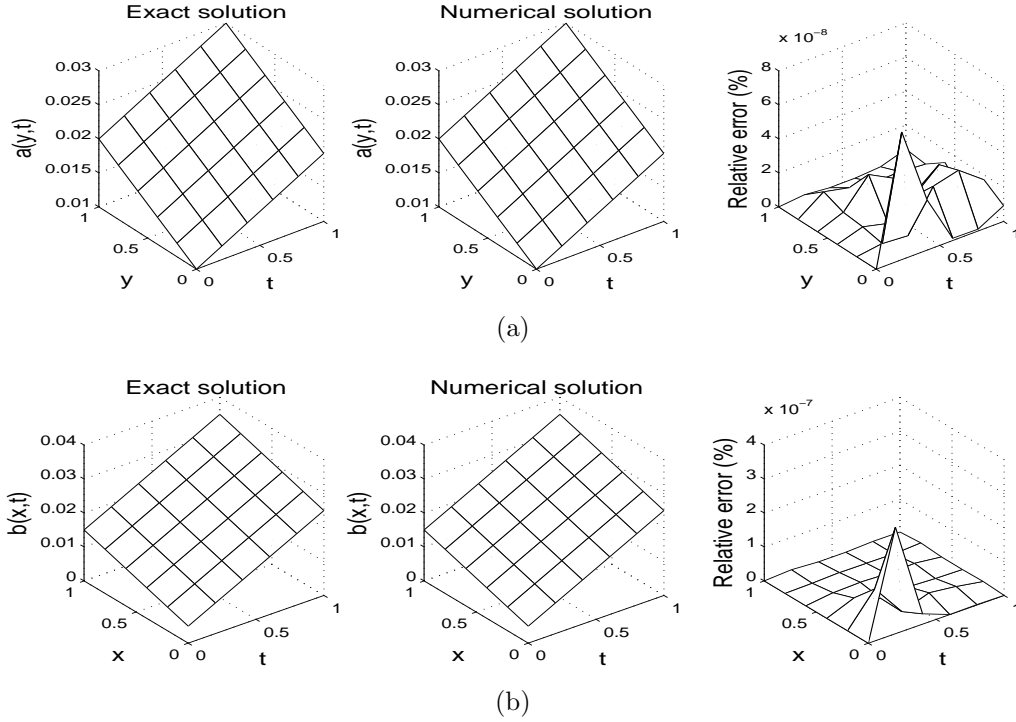 Exact solution
0.03
0.025
0.02
0.015
0.01
a(y,t)
1
0.5
0
y
0
0.5
1
t
Numerical solution
0.03
0.025
0.02
0.015
0.01
a(y,t)
1
0.5
0
y
0
0.5
1
t
x 10−8
8
6
4
2
0
Relative error (%)
1
0.5
0
y
0
0.5
1
t
(a)
Exact solution
0.04
0.03
0.02
0.01
0
b(x,t)
1
0.5
0
x
0
0.5
1
t
Numerical solution
0.04
0.03
0.02
0.01
0
b(x,t)
1
0.5
0
x
0
0.5
1
t
x 10−7
4
3
2
1
0
Relative error (%)
1
0.5
0
x
0
0.5
1
t
(b)